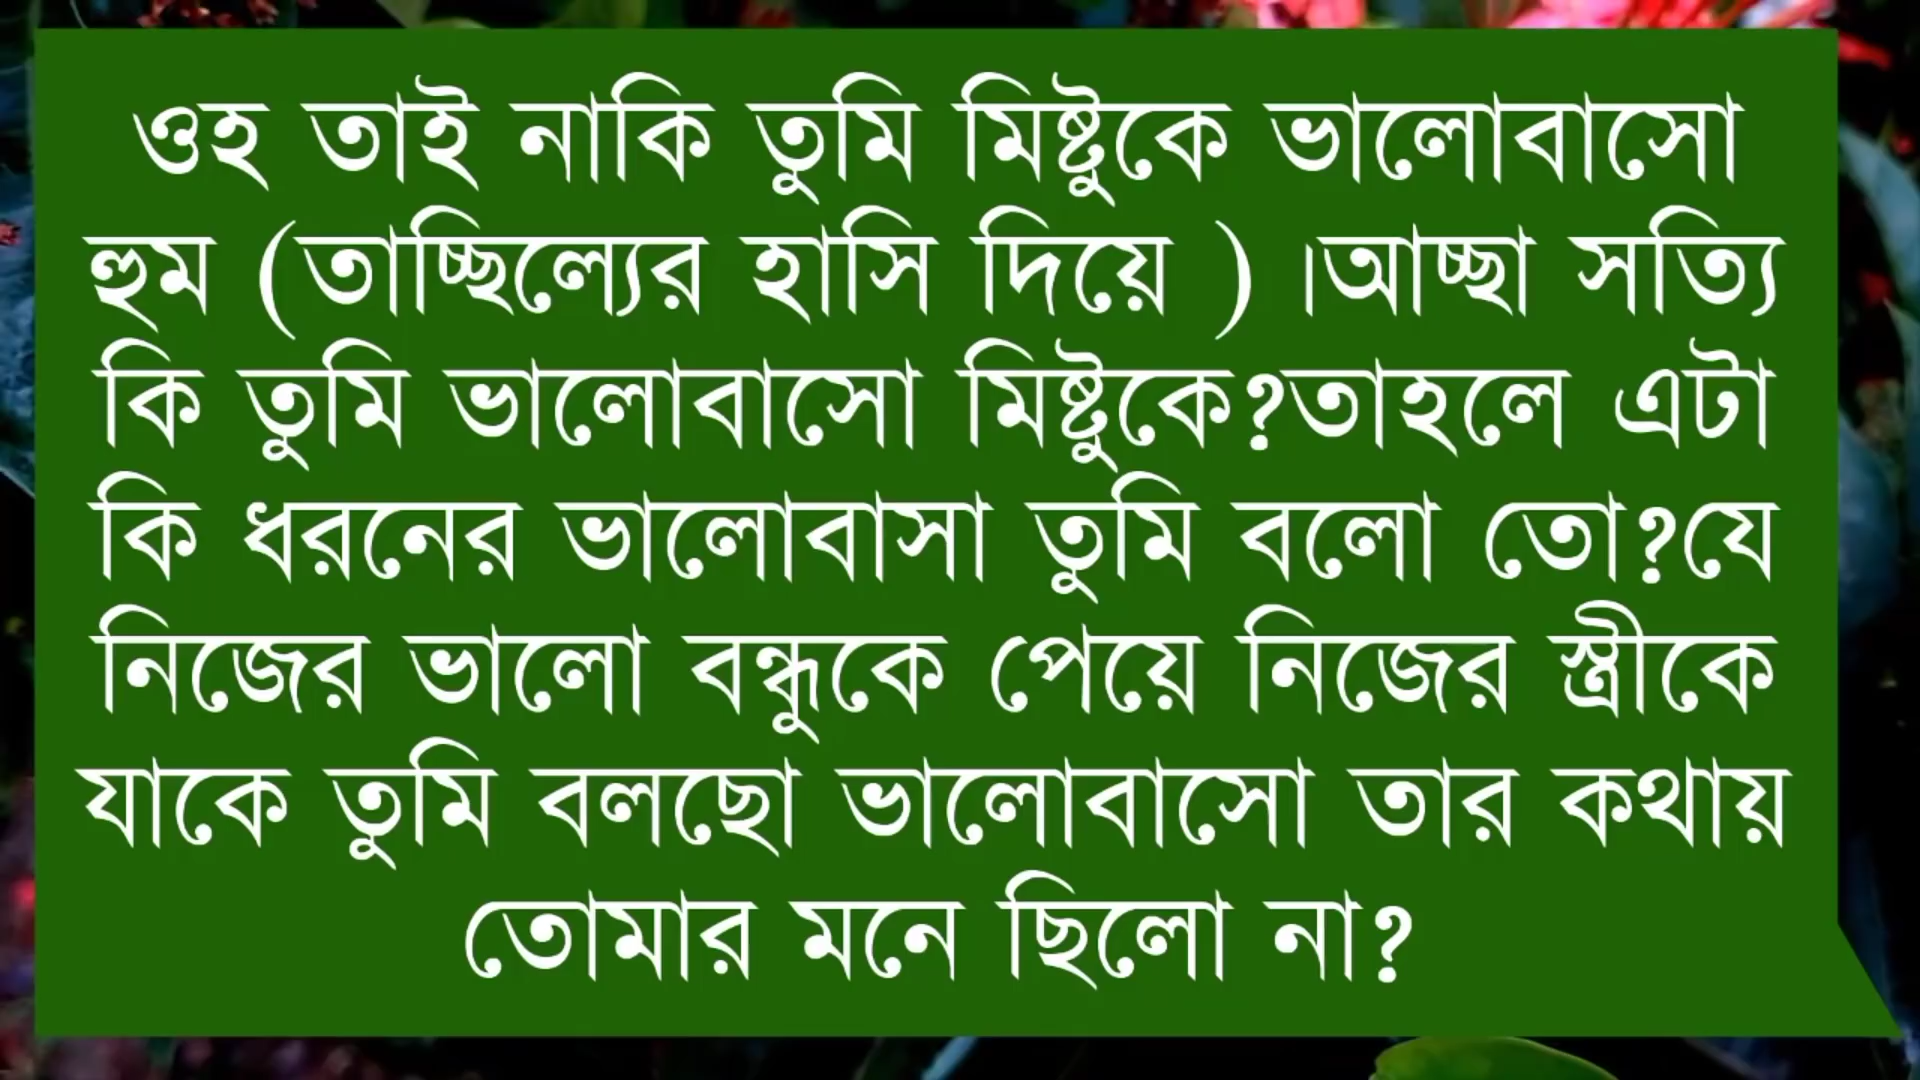 ওহ তাই নাকি তুমি মিষ্টুকে ভালোবাসো
হুম (তাচ্ছিল্যের হাসি দিয়ে ) ।আচ্ছা সত্যি
কি তুমি ভালোবাসো মিষ্টুকে?তাহলে এটা
কি ধরনের ভালোবাসা তুমি বলো তো?যে
নিজের ভালো বন্ধুকে পেয়ে নিজের স্ত্রীকে
যাকে তুমি বলছো ভালোবাসো তার কথায়
তোমার মনে ছিলো না?